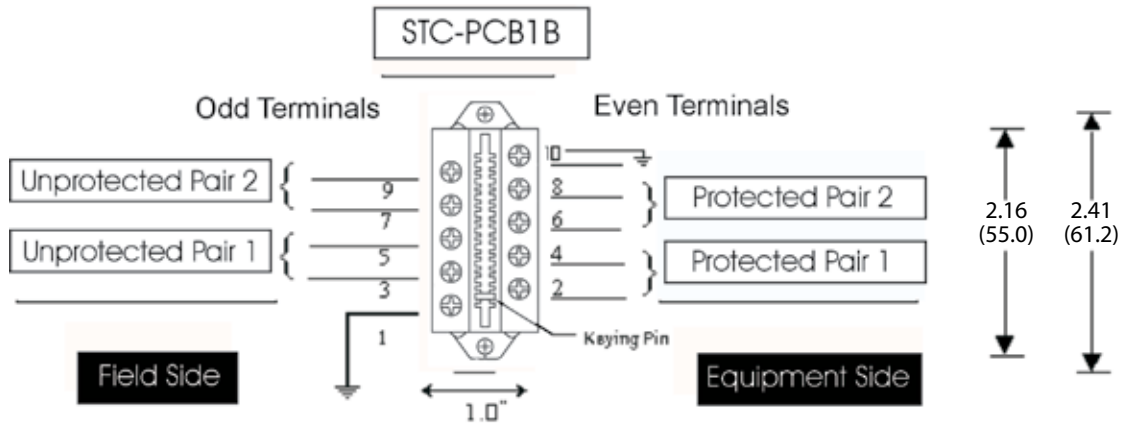 STC-PCB1B
Odd Terminals
Even Terminals
10
Unprotected Pair 2
9
8
Protected Pair 2
7
6
2.16
(55.0)
2.41
(61.2)
Unprotected Pair 1
5
4
Protected Pair 1
3
2
1
Keying Pin
Field Side
Equipment Side
1.0"